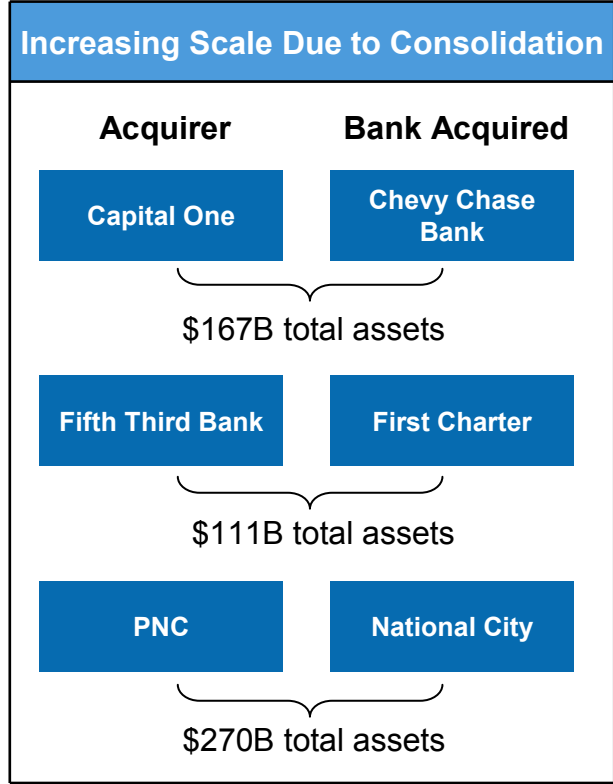 Increasing Scale Due to Consolidation
Acquirer
Bank Acquired
Capital One
Chevy Chase
Bank
$167B total assets
Fifth Third Bank
First Charter
$111B total assets
PNC
National City
$270B total assets